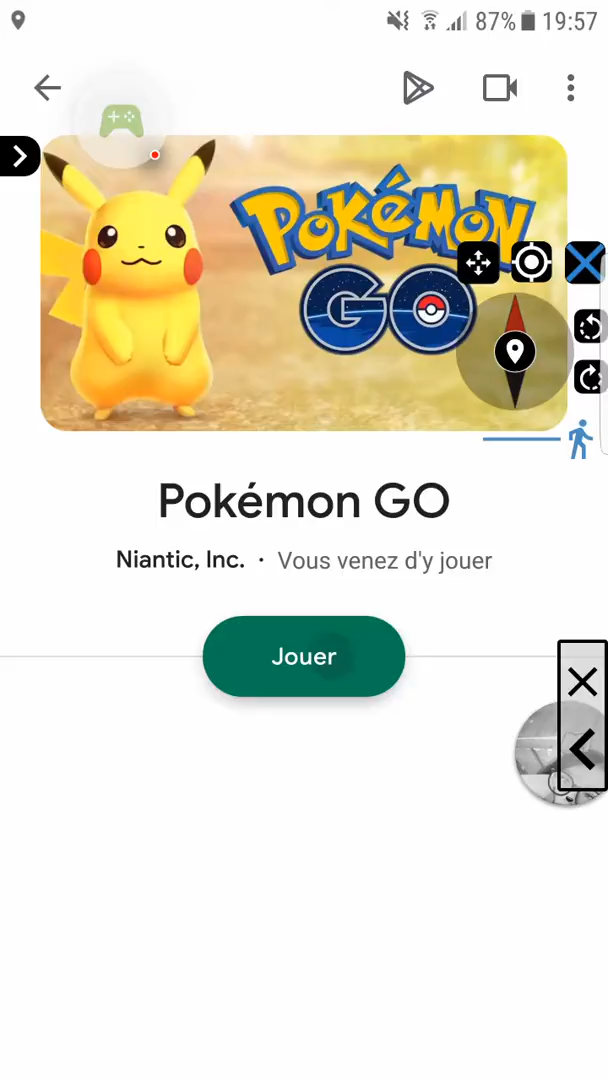 87% 19:57
POKÉMON
GO
Pokémon GO
Niantic, Inc. · Vous venez d'y jouer
Jouer